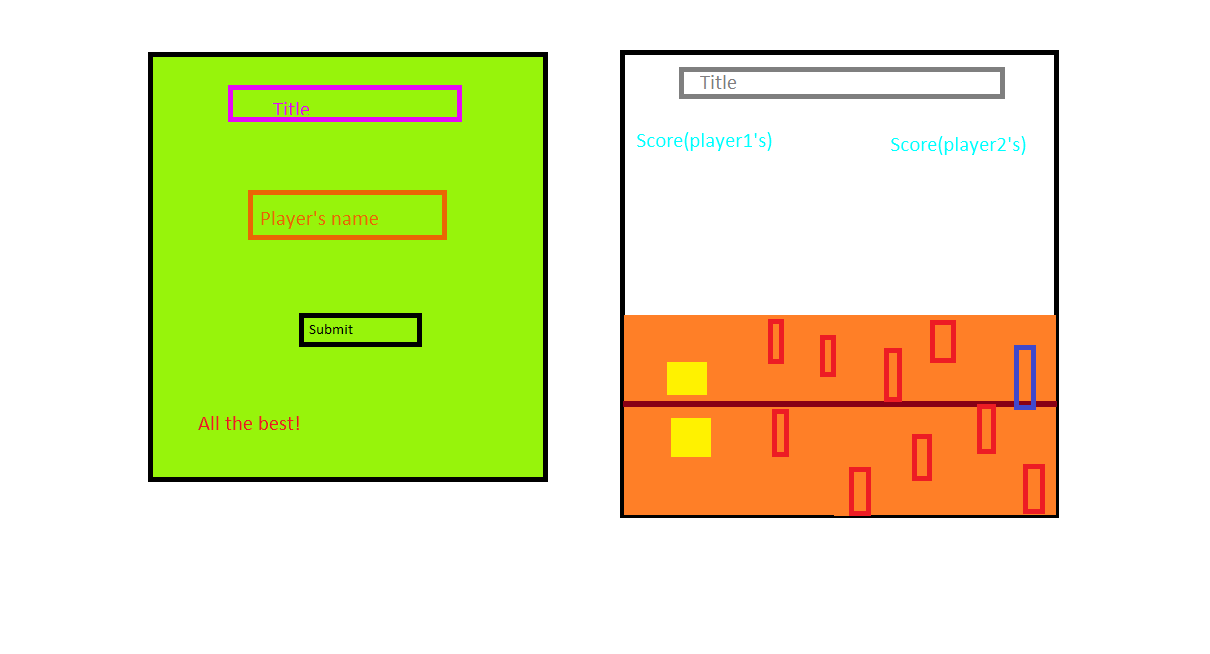 Title
Player's name
Submit
All the best!
Title
Score(player1's)
Score(player2's)